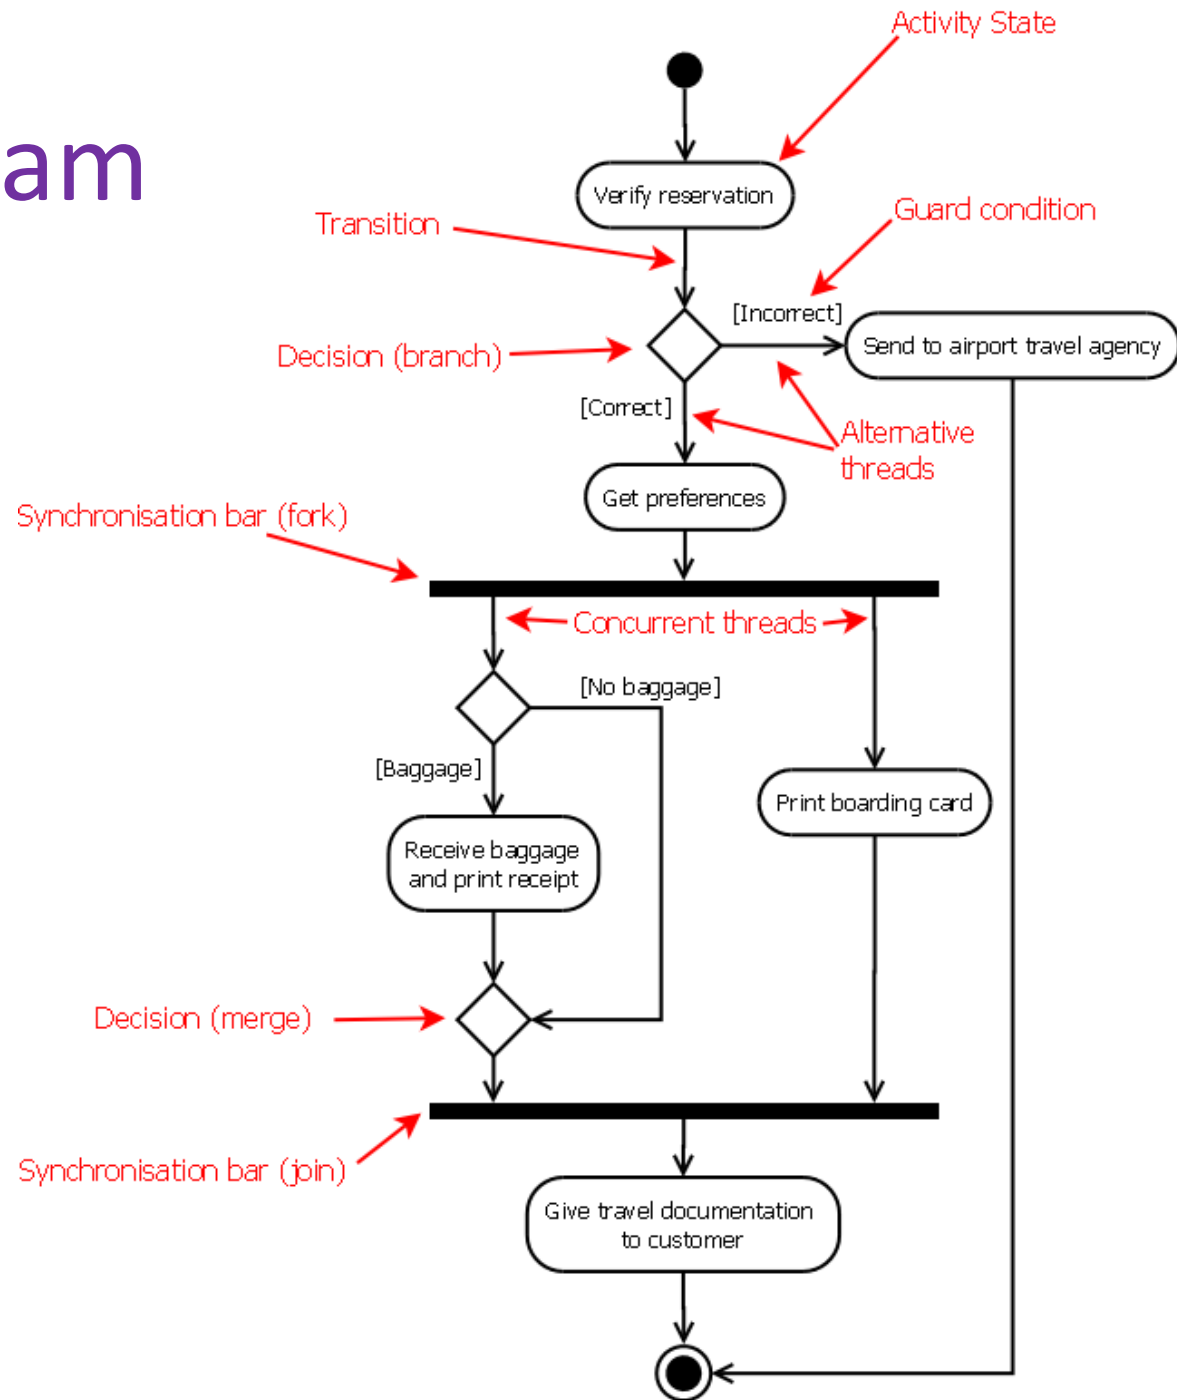 Activity State
am
Verify reservation
Transition
Guard condition
[Incorrect]
Decision (branch)
Send to airport travel agency
[Correct]
Alternative
threads
Get preferences
Synchronisation bar (fork)
Concurrent threads
[No baggage]
[Baggage]
Print boarding card
Receive baggage
and print receipt
Decision (merge)
Synchronisation bar (join)
Give travel documentation
to customer